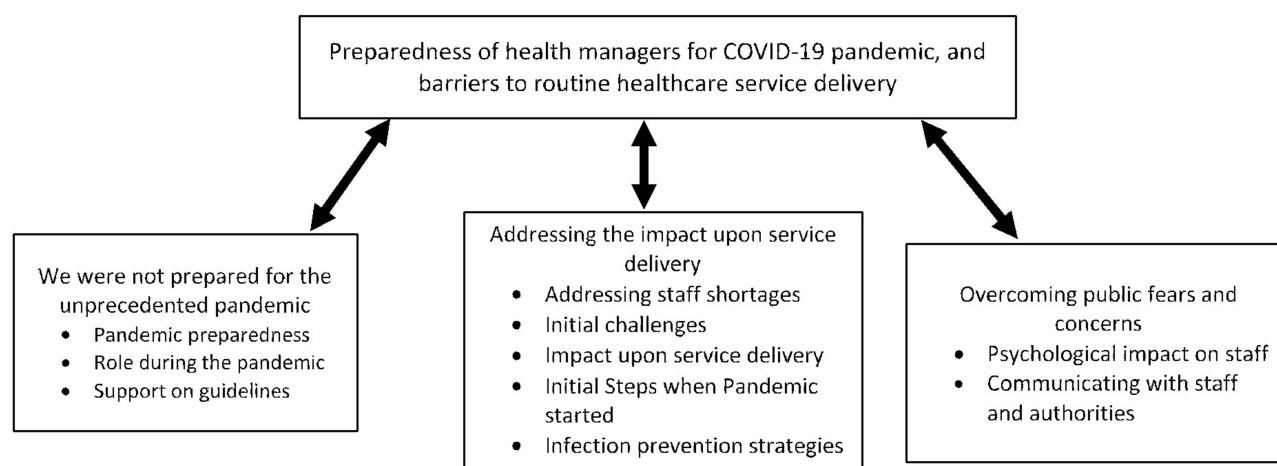 Preparedness of health managers for COVID-19 pandemic, and
barriers to routine healthcare service delivery
We were not prepared for the
unprecedented pandemic
• Pandemic preparedness
• Role during the pandemic
• Support on guidelines
Addressing the impact upon service
delivery
• Addressing staff shortages
• Initial challenges
• Impact upon service delivery
• Initial Steps when Pandemic
started
• Infection prevention strategies
Overcoming public fears and
concerns
• Psychological impact on staff
• Communicating with staff
and authorities